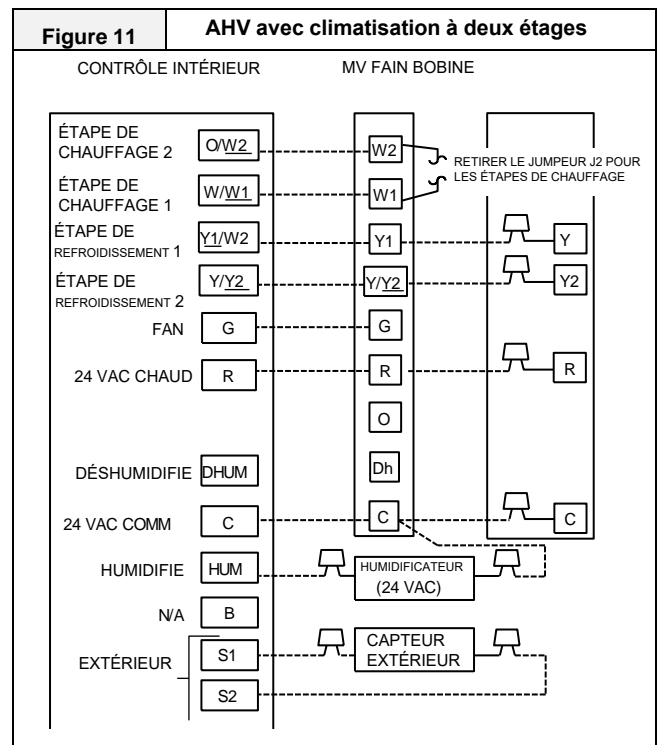 Figure 11
AHV avec climatisation à deux étages
CONTRÔLE INTÉRIEUR
MV FAIN BOBINE
ÉTAPE DE
CHAUFFAGE 2
O/W2
W2
RETIRER LE JUMPEUR J2 POUR
LES ÉTAPES DE CHAUFFAGE
ÉTAPE DE
CHAUFFAGE 1
W/W1
W1
ÉTAPE DE
REFROIDISSEMENT 1
Y1/W2
Y1
Y
ÉTAPE DE
REFROIDISSEMENT 2
Y/Y2
Y/Y2
Y2
FAN
G
G
24 VAC CHAUD
R
R
R
O
DÉSHUMIDIFIE
DHUM
Dh
24 VAC COMM
C
C
C
HUMIDIFIE
HUM
HUMIDIFICATEUR
(24 VAC)
N/A
B
EXTÉRIEUR
S1
CAPTEUR
EXTÉRIEUR
S2